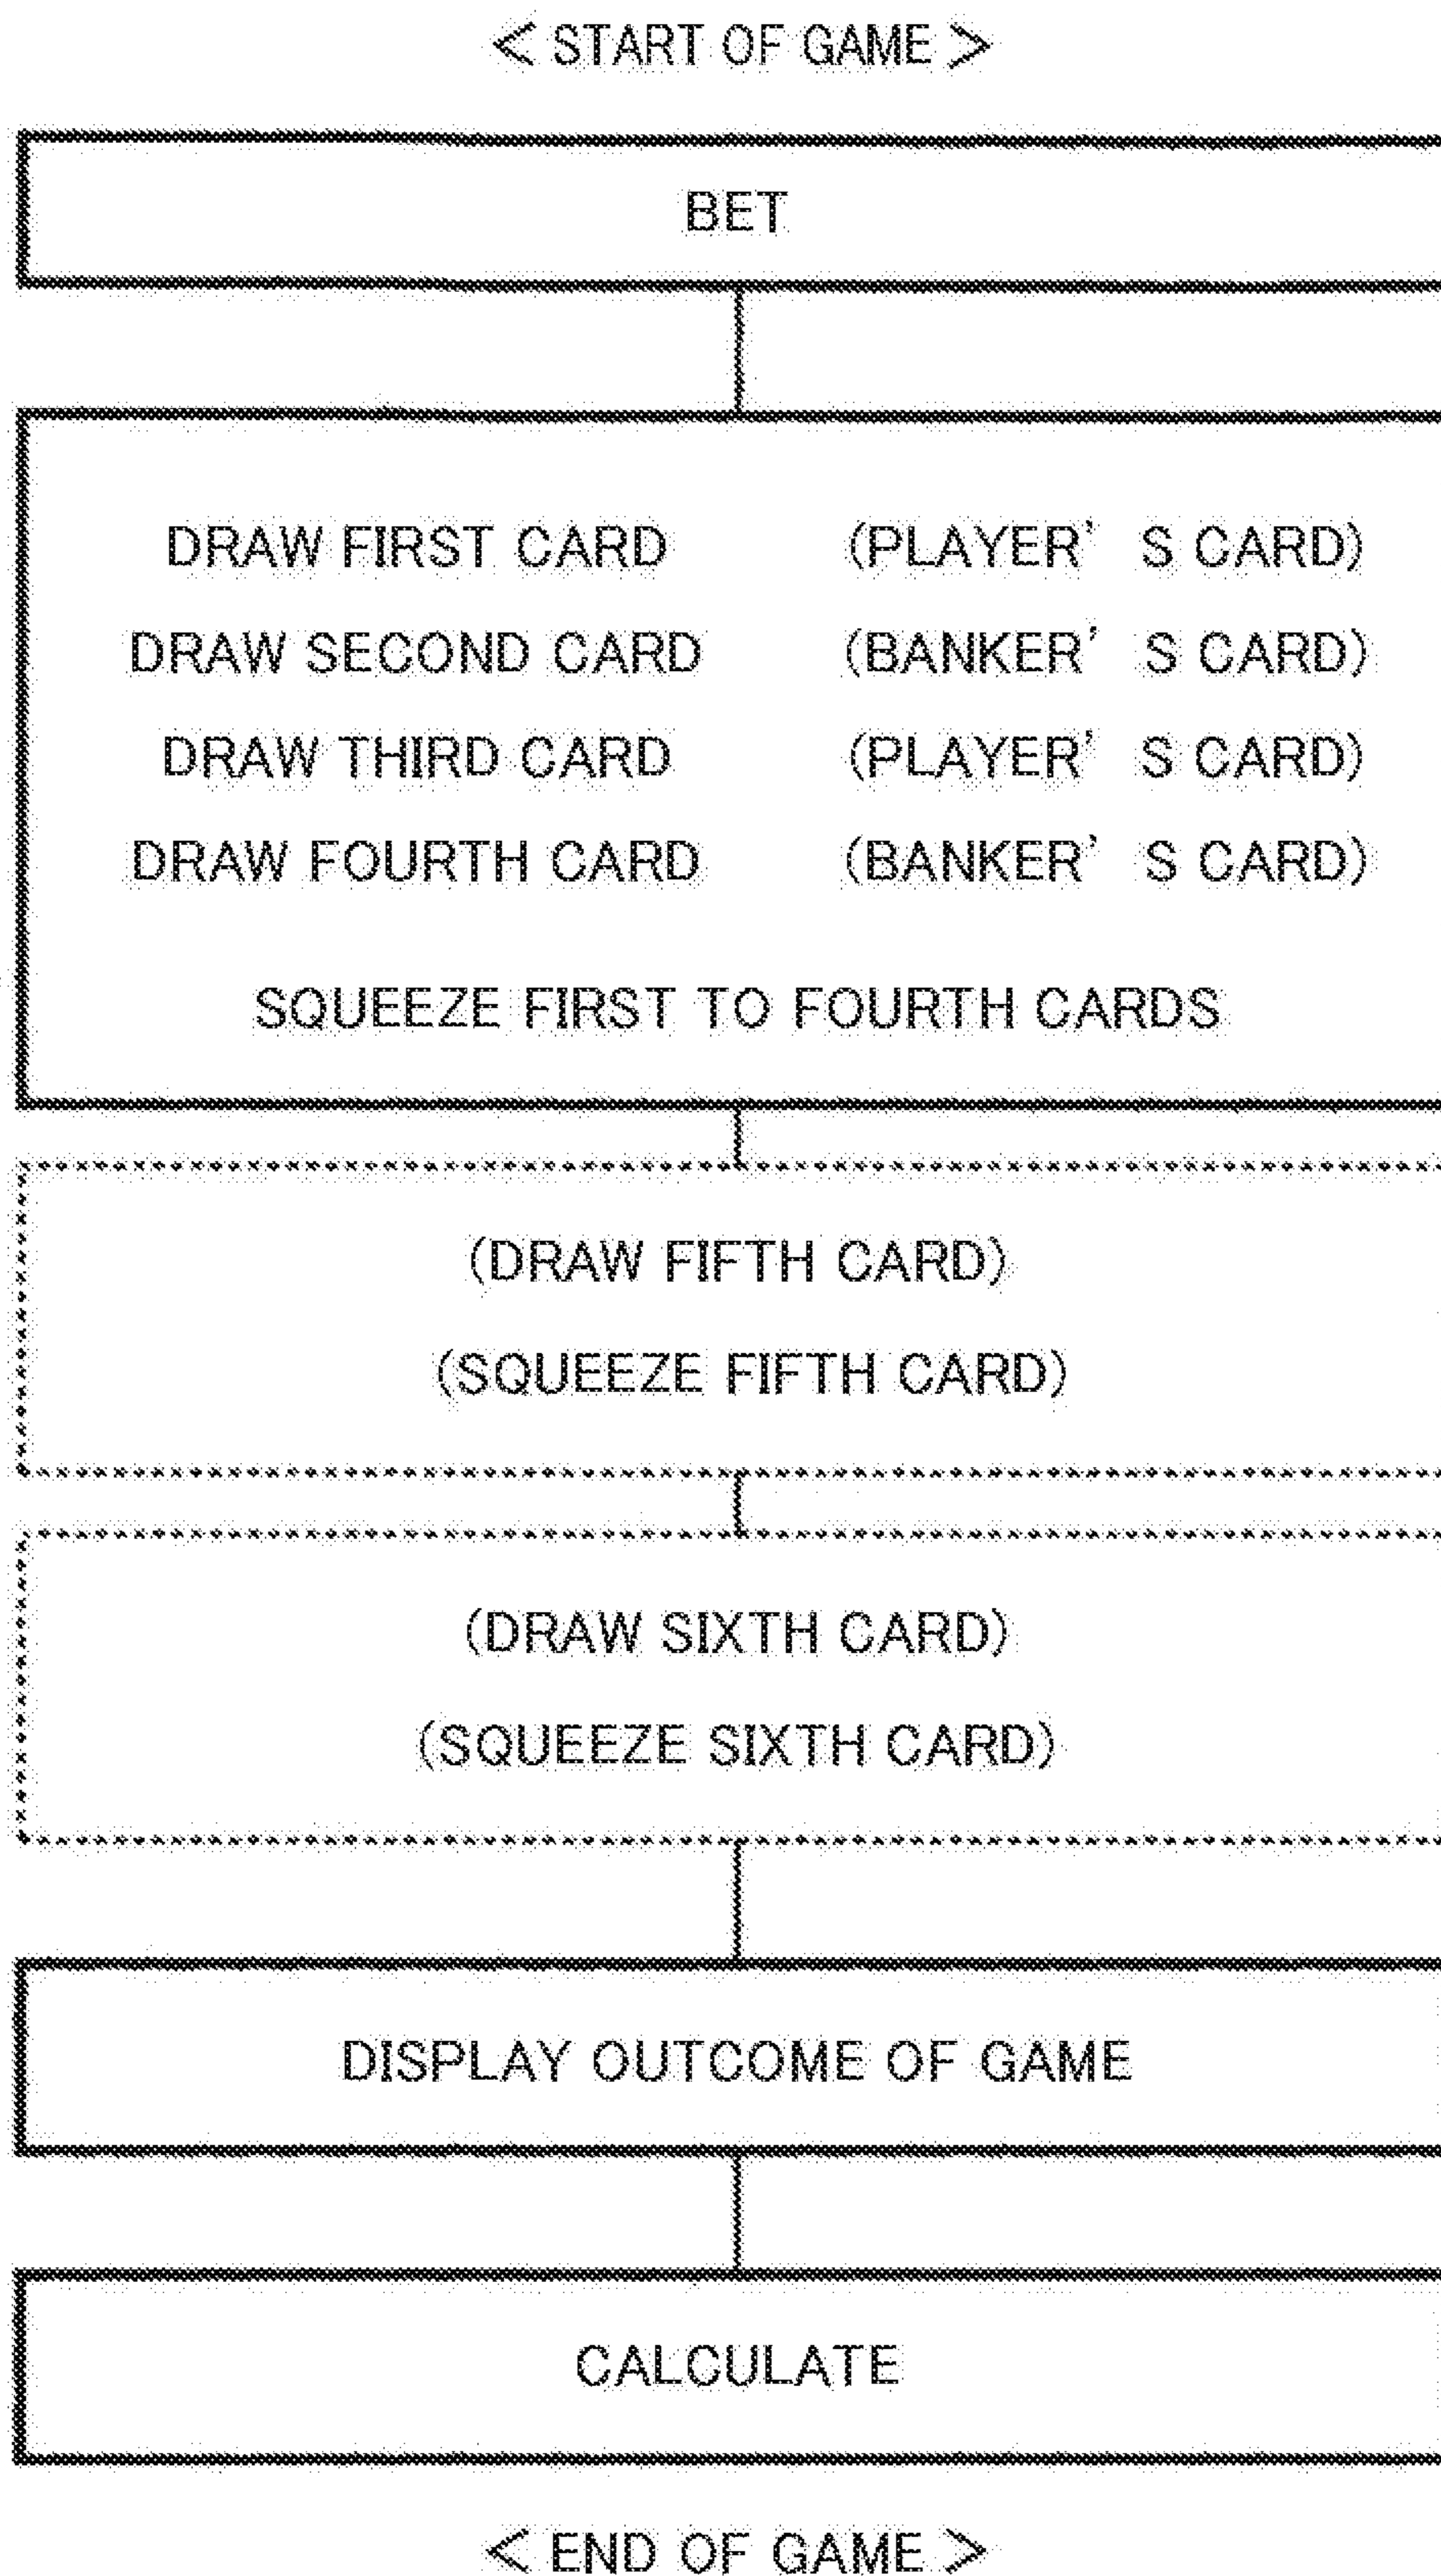 < START OF GAME >
BET
DRAW FIRST CARD (PLAYER' S CARD)
DRAW SECOND CARD (BANKER' S CARD)
DRAW THIRD CARD (PLAYER' S CARD)
DRAW FOURTH CARD (BANKER' S CARD)
SQUEEZE FIRST TO FOURTH CARDS
(DRAW FIFTH CARD)
(SQUEEZE FIFTH CARD)
(DRAW SIXTH CARD)
(SQUEEZE SIXTH CARD)
DISPLAY OUTCOME OF GAME
CALCULATE
< END OF GAME >